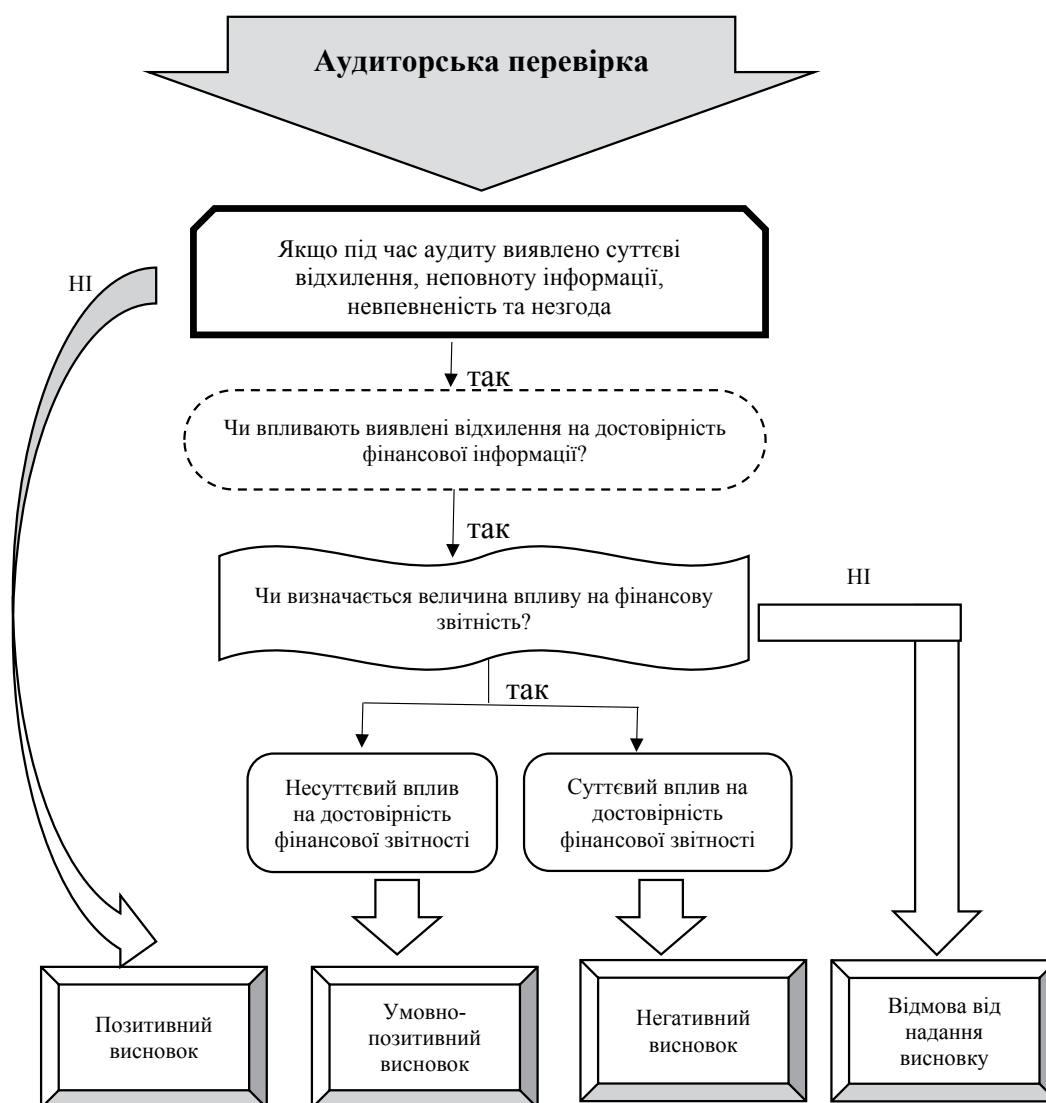 Аудиторська перевірка
Якщо під час аудиту виявлено суттєві
відхилення, неповноту інформації,
невпевненість та незгода
НІ
так
Чи впливають виявлені відхилення на достовірність
фінансової інформації?
так
Чи визначається величина впливу на фінансову
звітність?
НІ
так
Несуттєвий вплив
на достовірність
фінансової звітності
Суттєвий вплив на
достовірність
фінансової звітності
Позитивний
висновок
Умовно-
позитивний
висновок
Негативний
висновок
Відмова від
надання
висновку